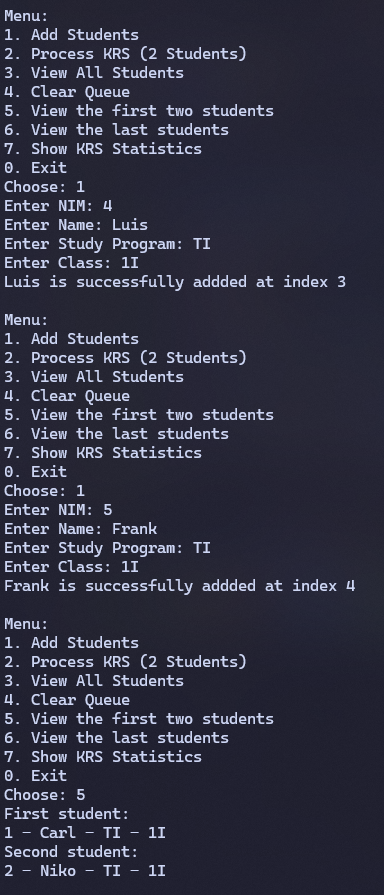 Menu:
1. Add Students
2. Process KRS (2 Students)
3. View All Students
4. Clear Queue
5. View the first two students
6. View the last students
7. Show KRS Statistics
0. Exit
Choose: 1
Enter NIM: 4
Enter Name: Luis
Enter Study Program: TI
Enter Class: 1I
Luis is successfully addded at index 3
Menu:
1. Add Students
2. Process KRS (2 Students)
3. View All Students
4. Clear Queue
5. View the first two students
6. View the last students
7. Show KRS Statistics
0. Exit
Choose: 1
Enter NIM: 5
Enter Name: Frank
Enter Study Program: TI
Enter Class: 1I
Frank is successfully addded at index 4
Menu:
1. Add Students
2. Process KRS (2 Students)
3. View All Students
4. Clear Queue
5. View the first two students
6. View the last students
7. Show KRS Statistics
0. Exit
Choose: 5
First student:
1 - Carl - TI - 1I
Second student:
2 - Niko - TI - 1I